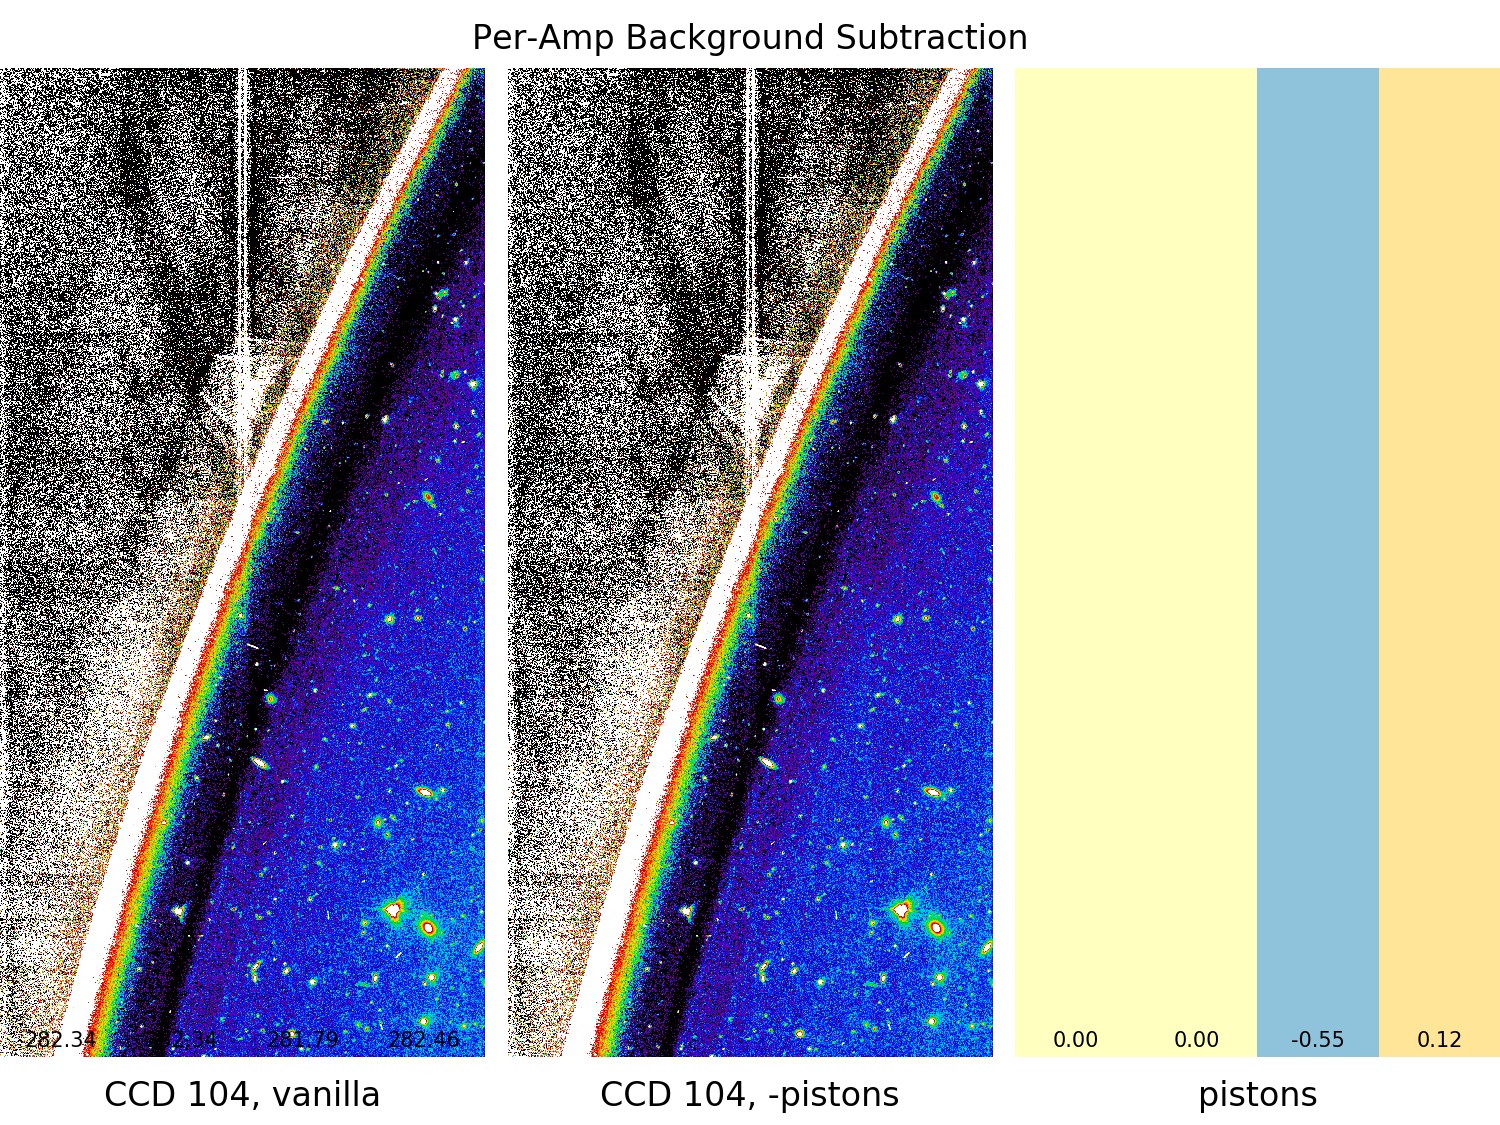 Per-Amp Background Subtraction
282.34 281.79 282.46
0.00 0.00 -0.55 0.12
CCD 104, vanilla CCD 104, -pistons pistons